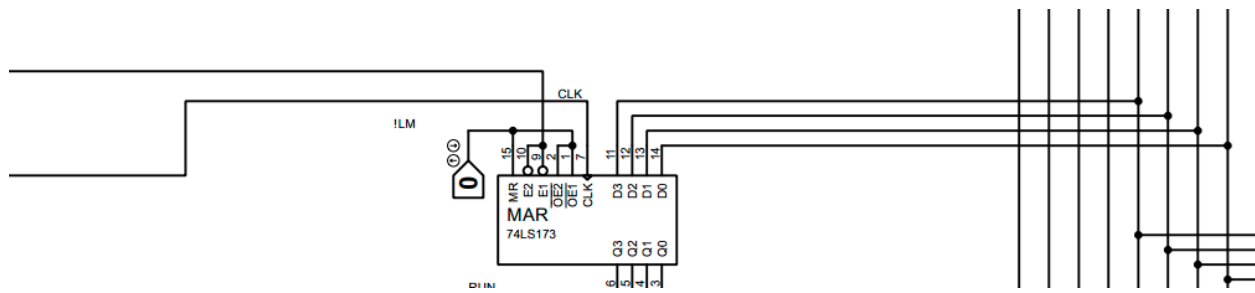 CLK
!LM
15
10
9
2
1
7
11
12
13
14
0
MR
E2
E1
OE2
OE1
CLK
D3
D2
D1
D0
MAR
74LS173
Q3
Q2
Q1
Q0
6
5
4
3
RUN